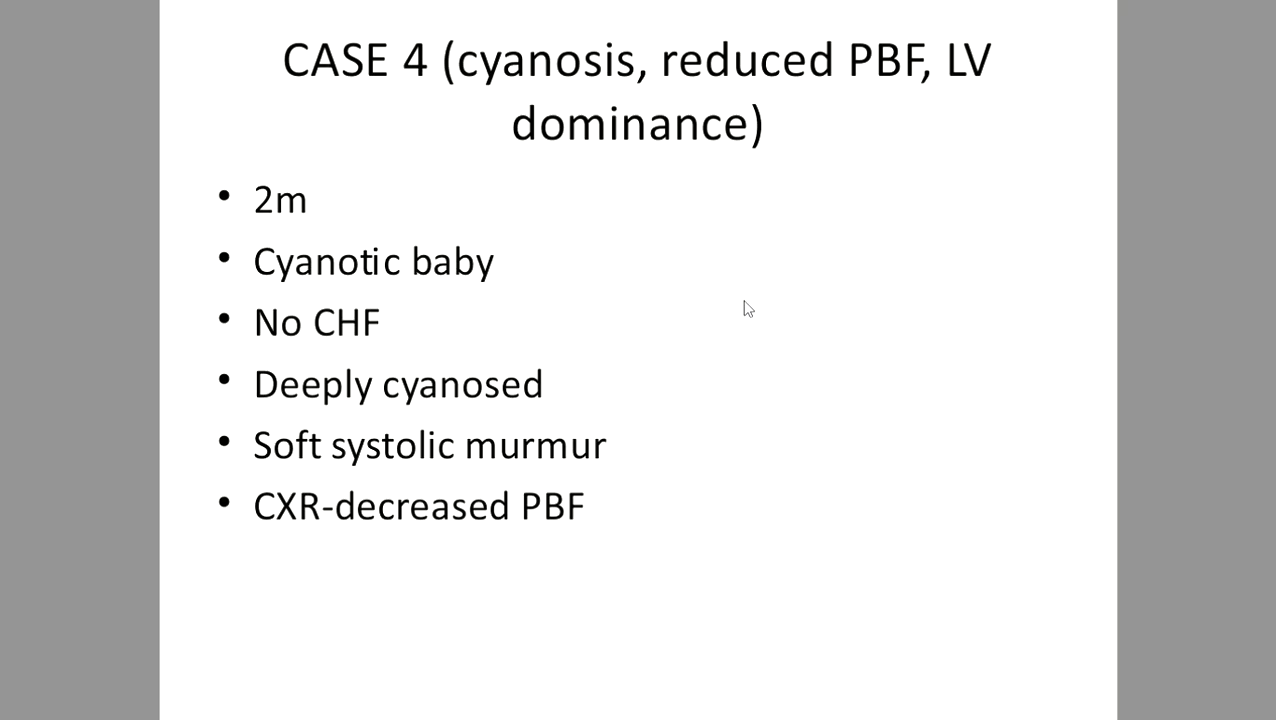 CASE 4 (cyanosis, reduced PBF, LV
dominance)
• 2m
• Cyanotic baby
• No CHF
• Deeply cyanosed
• Soft systolic murmur
• CXR-decreased PBF